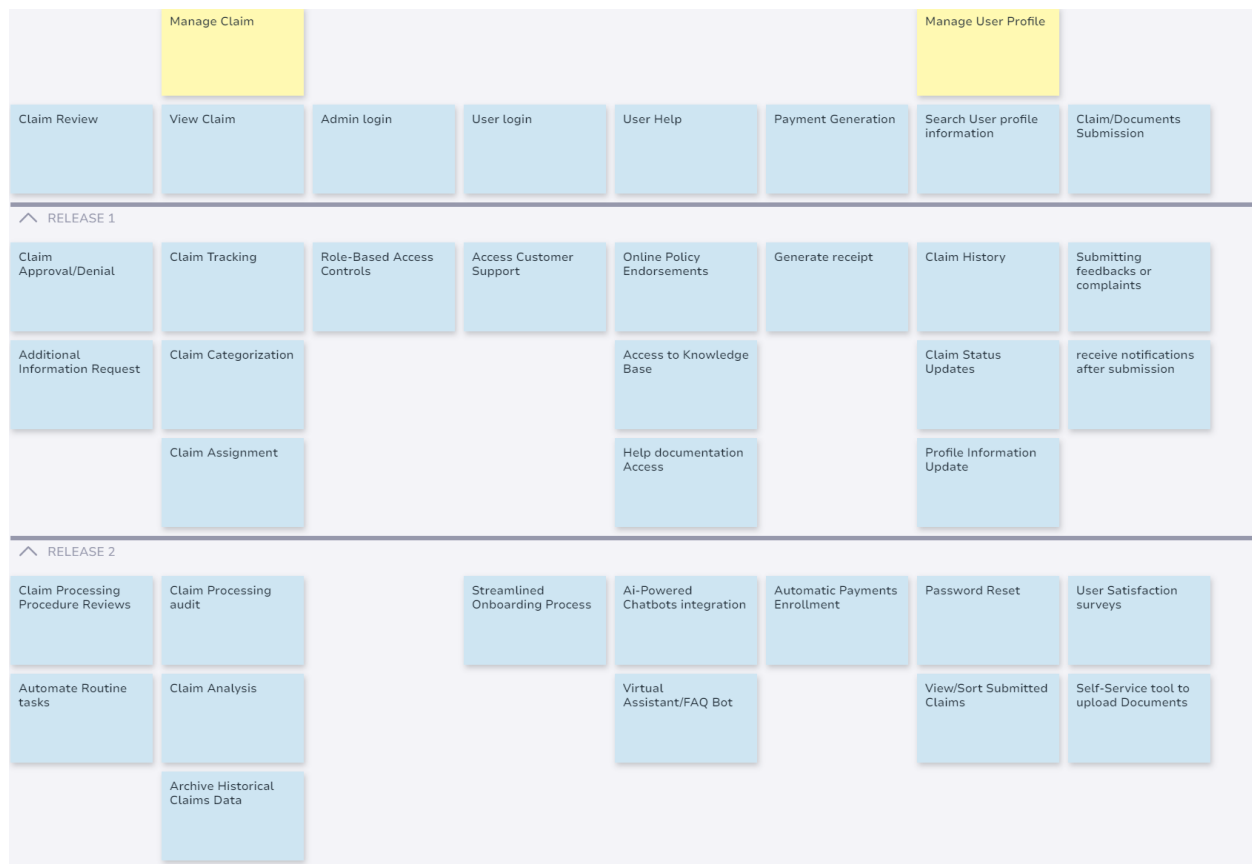 Manage Claim
Manage User Profile
Claim Review
View Claim
Admin login
User login
User Help
Payment Generation
Search User profile
information
Claim/Documents
Submission
RELEASE 1
Claim
Approval/Denial
Claim Tracking
Role-Based Access
Controls
Access Customer
Support
Online Policy
Endorsements
Generate receipt
Claim History
Submitting
feedbacks or
complaints
Additional
Information Request
Claim Categorization
Access to Knowledge
Base
Claim Status
Updates
receive notifications
after submission
Claim Assignment
Help documentation
Access
Profile Information
Update
RELEASE 2
Claim Processing
Procedure Reviews
Claim Processing
audit
Streamlined
Onboarding Process
Ai-Powered
Chatbots integration
Automatic Payments
Enrollment
Password Reset
User Satisfaction
surveys
Automate Routine
tasks
Claim Analysis
Virtual
Assistant/FAQ Bot
View/Sort Submitted
Claims
Self-Service tool to
upload Documents
Archive Historical
Claims Data